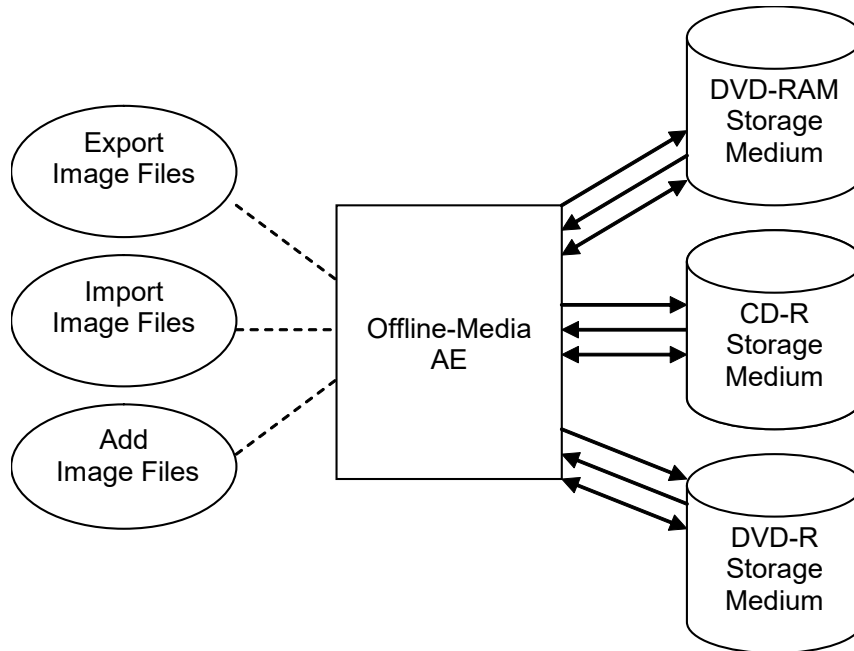 Export
Image Files
Import
Image Files
Add
Image Files
Offline-Media
AE
DVD-RAM
Storage
Medium
CD-R
Storage
Medium
DVD-R
Storage
Medium